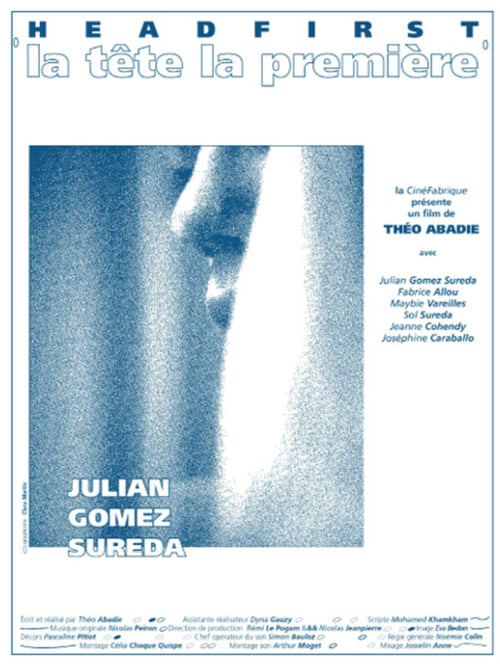 HEADFIRST
la tête la première
la CinéFabrique
présente
un film de
THÉO ABADIE
avec
Julian Gomez Sureda
Fabrice Allou
Maybie Vareilles
Sol Sureda
Jeanne Cohendy
Joséphine Caraballo
JULIAN
GOMEZ
SUREDA
Écrit et réalisé par Théo Abadie Assistante réalisateur Dyna Gauzy Scripte Mohamed Khamkham
Musique originale Nicolas Peiron Direction de production Rémi Le Pogam && Nicolas Jeanpierre Image Eva Bedon
Décors Pascaline Pitiot Chef opérateur du son Simon Bauloz Régie générale Noémie Colin
Montage Célia Choque Quispe Montage son Arthur Moget Mixage Josselin Anne